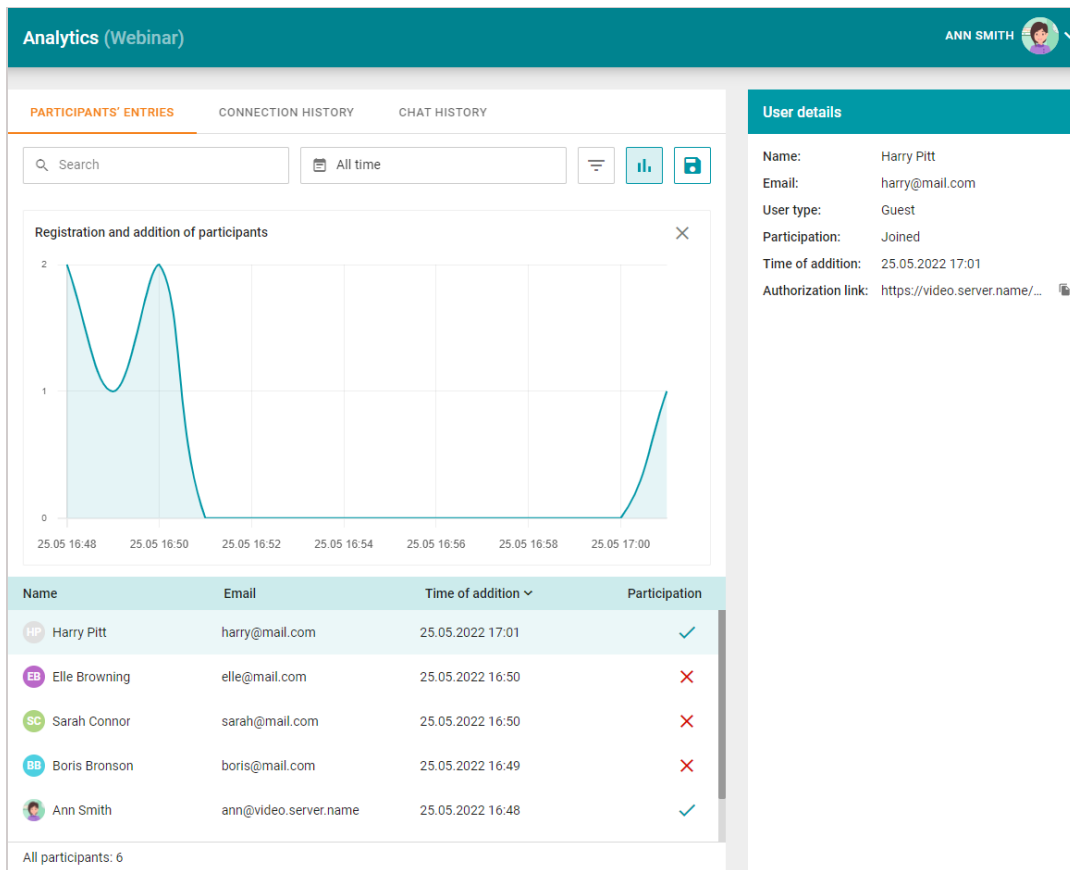 Analytics (Webinar)
ANN SMITH
PARTICIPANTS' ENTRIES CONNECTION HISTORY CHAT HISTORY
Search
All time
Registration and addition of participants
2
1
0
25.05 16:48 25.05 16:50 25.05 16:52 25.05 16:54 25.05 16:56 25.05 16:58 25.05 17:00
Name Email Time of addition Participation
HP Harry Pitt harry@mail.com 25.05.2022 17:01
EB Elle Browning elle@mail.com 25.05.2022 16:50
SC Sarah Connor sarah@mail.com 25.05.2022 16:50
BB Boris Bronson boris@mail.com 25.05.2022 16:49
Ann Smith ann@video.server.name 25.05.2022 16:48
All participants: 6
User details
Name: Harry Pitt
Email: harry@mail.com
User type: Guest
Participation: Joined
Time of addition: 25.05.2022 17:01
Authorization link: https://video.server.name/...